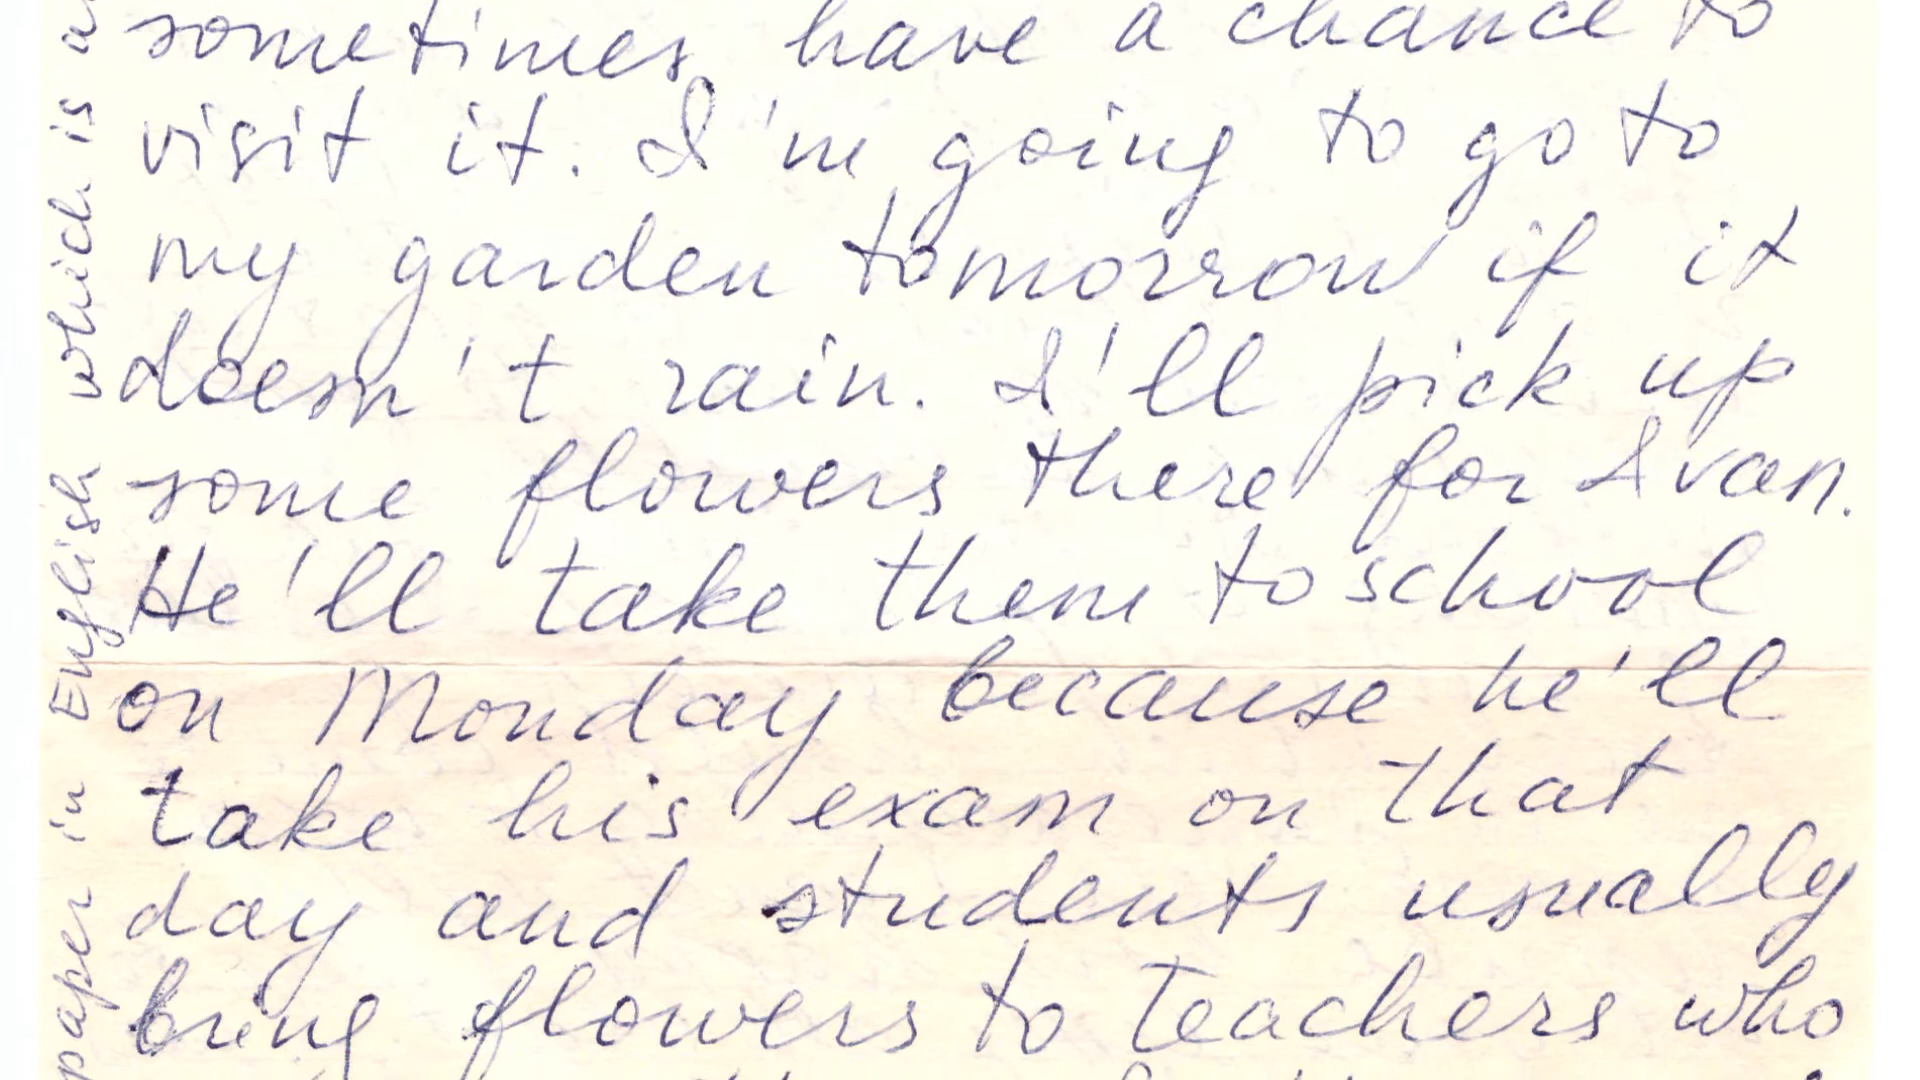 sometimes have a chance to
visit it. I'm going to go to
my garden tomorrow if it
doesn't rain. I'll pick up
some flowers there for Ivan.
He'll take them to school
on Monday because he'll
take his exam on that
day and students usually
bring flowers to teachers who
paper in English which is a